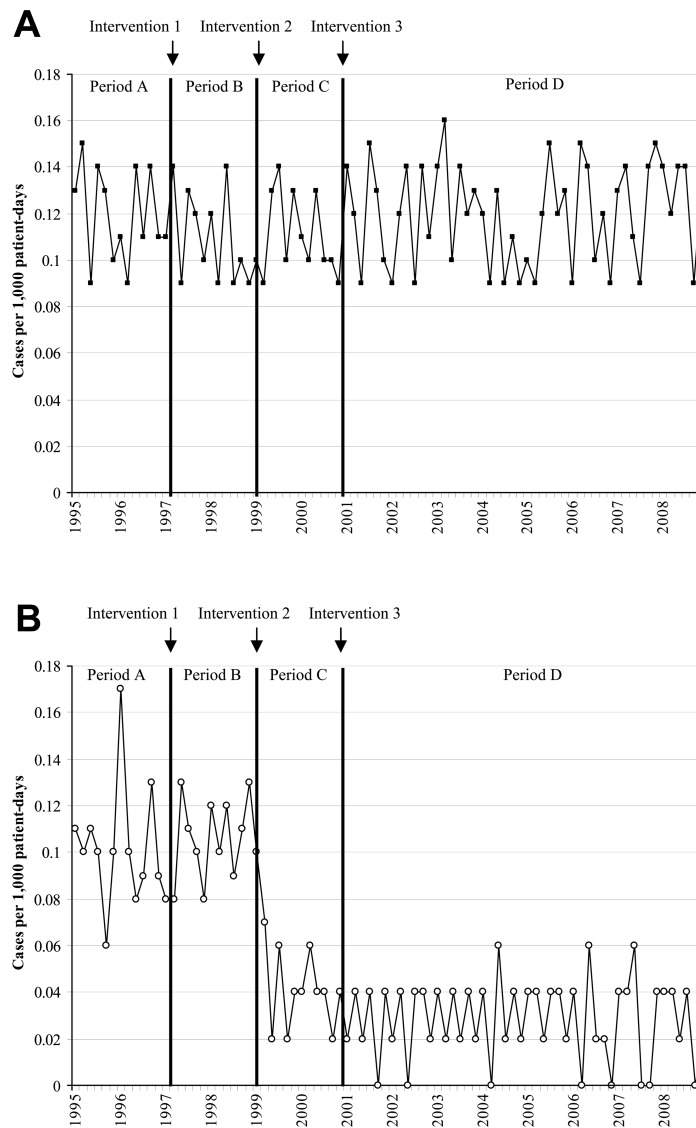 A
Intervention 1 Intervention 2 Intervention 3
0.18
Period A Period B Period C Period D
0.16
0.14
0.12
0.1
0.08
0.06
0.04
0.02
0
Cases per 1,000 patient-days
1995 1996 1997 1998 1999 2000 2001 2002 2003 2004 2005 2006 2007 2008
B
Intervention 1 Intervention 2 Intervention 3
0.18
Period A Period B Period C Period D
0.16
0.14
0.12
0.1
0.08
0.06
0.04
0.02
0
Cases per 1,000 patient-days
1995 1996 1997 1998 1999 2000 2001 2002 2003 2004 2005 2006 2007 2008